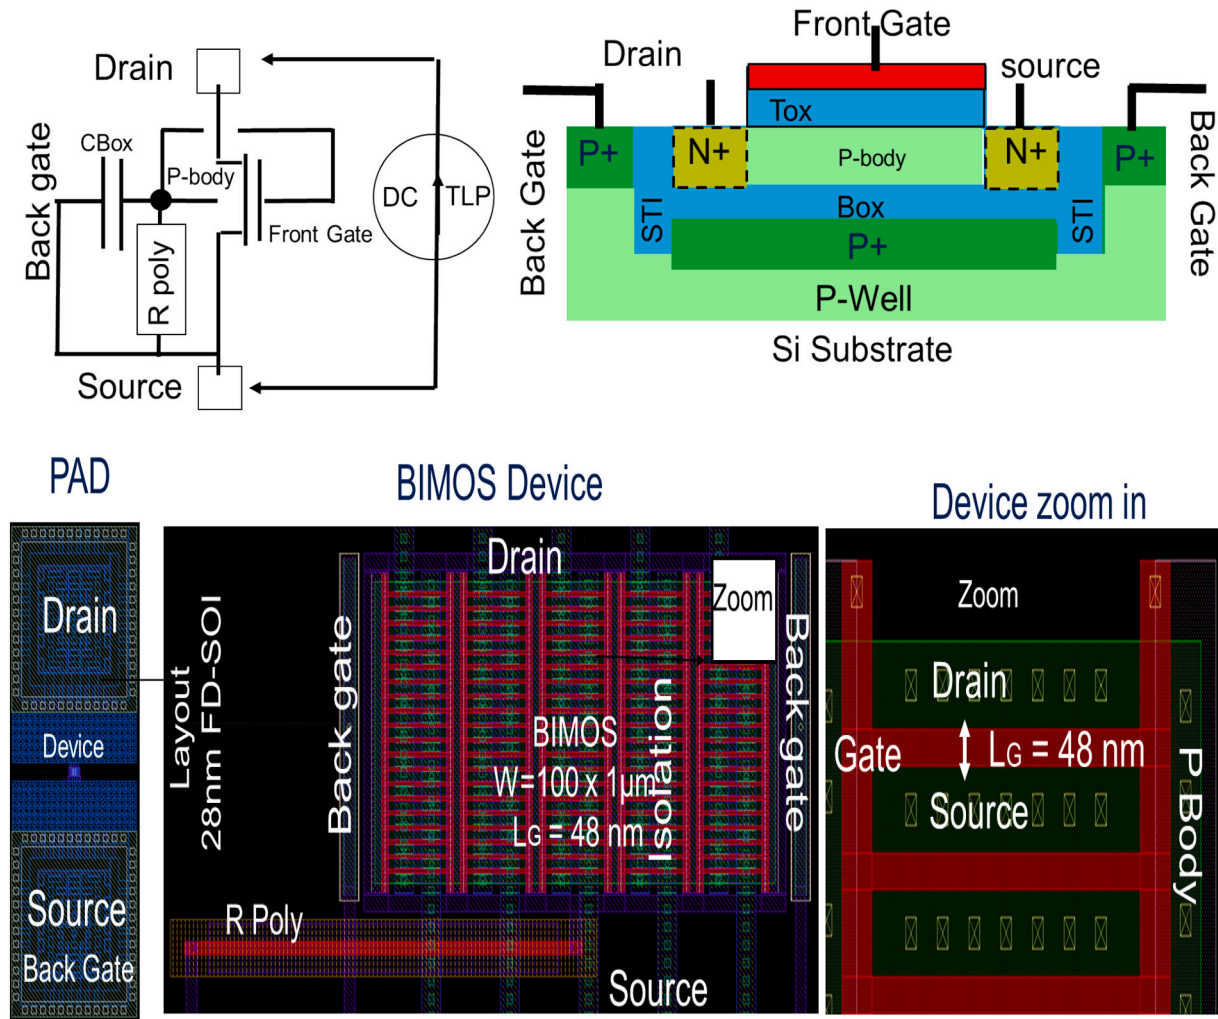 Drain
CBox
P-body
Back gate
DC
TLP
Front Gate
R poly
Source
Front Gate
Drain
source
Tox
P+
N+
P-body
N+
P+
Back Gate
Back Gate
STI
Box
STI
P+
P-Well
Si Substrate
PAD
BIMOS Device
Device zoom in
Drain
Device
Source
Back Gate
Layout
28nm FD-SOI
Drain
Back gate
Zoom
Back gate
Isolation
BIMOS
W=100 x 1µm
LG = 48 nm
R Poly
Source
Zoom
Drain
Gate
LG = 48 nm
Source
P Body